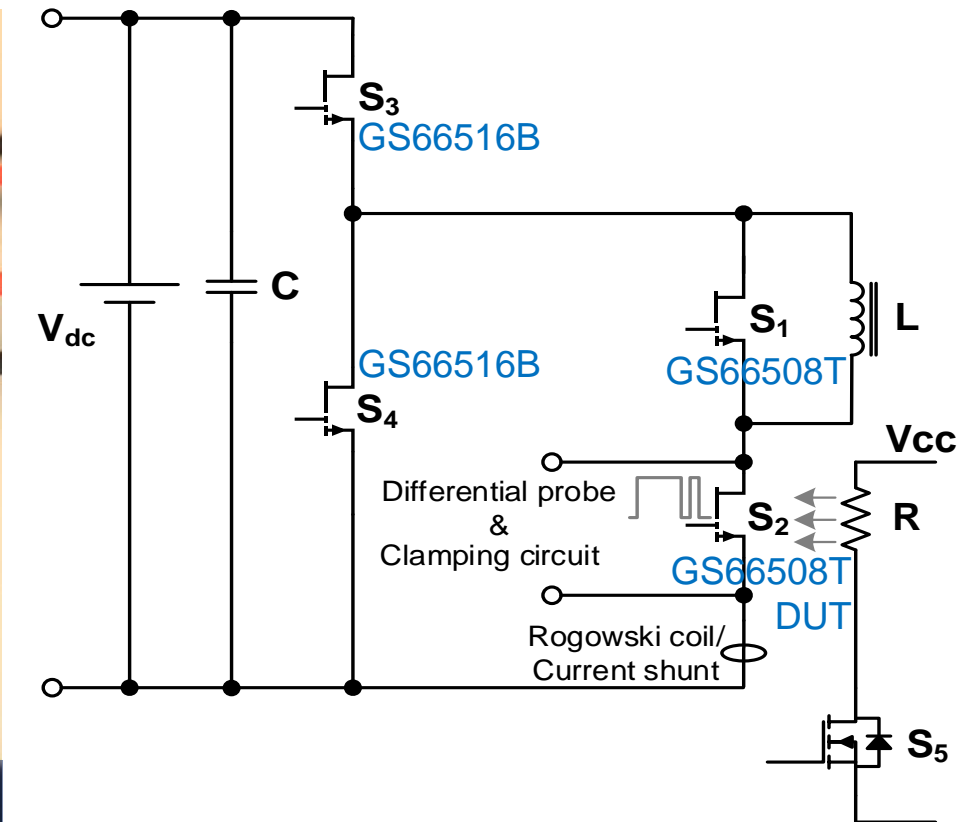 S3
GS66516B
C
Vdc
S1
L
GS66508T
GS66516B
S4
Vcc
Differential probe
&
Clamping circuit
S2
R
GS66508T
DUT
Rogowski coil/
Current shunt
S5